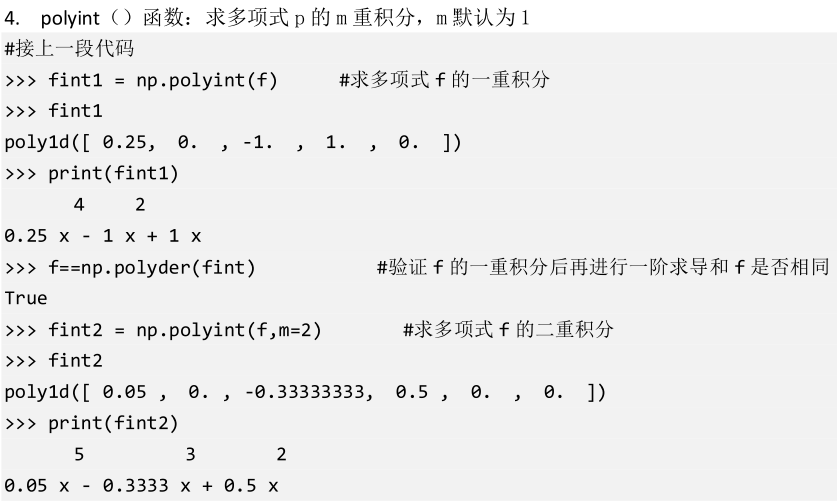 4. polyint（）函数：求多项式 p 的 m 重积分，m 默认为 1
#接上一段代码
>>> fint1 = np.polyint(f)      #求多项式 f 的一重积分
>>> fint1
poly1d([ 0.25,  0.  , -1.  ,  1.  ,  0.  ])
>>> print(fint1)
      4     2
0.25 x - 1 x + 1 x
>>> f==np.polyder(fint)           #验证 f 的一重积分后再进行一阶求导和 f 是否相同
True
>>> fint2 = np.polyint(f,m=2)       #求多项式 f 的二重积分
>>> fint2
poly1d([ 0.05 ,  0. , -0.33333333,  0.5 ,  0.  ,  0.  ])
>>> print(fint2)
      5          3        2
0.05 x - 0.3333 x + 0.5 x